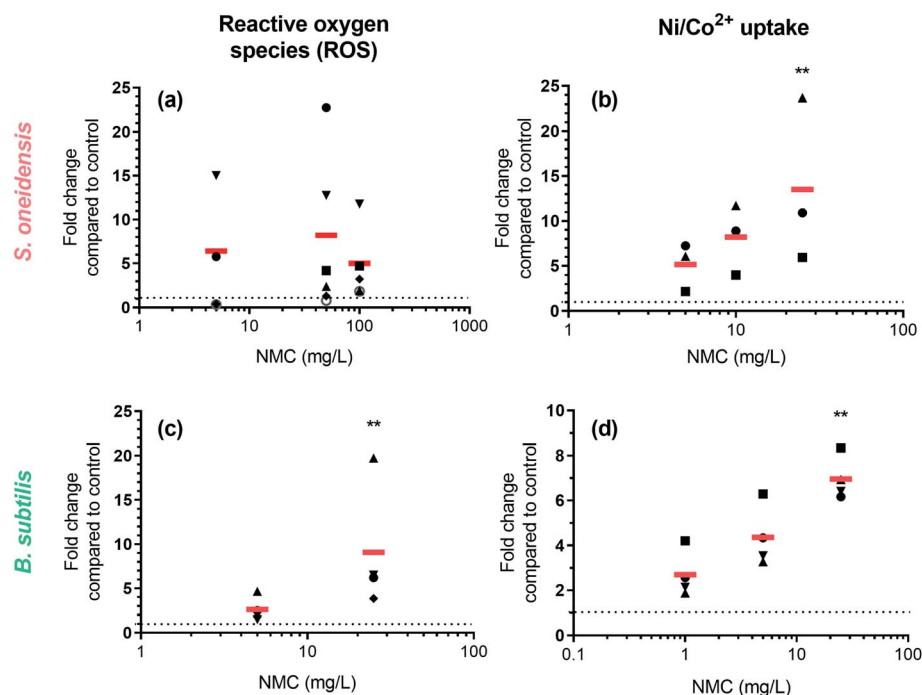 Reactive oxygen
species (ROS)
Ni/Co²⁺ uptake
S. oneidensis
(a)
Fold change
compared to control
25
20
15
10
5
0
1
10
100
1000
NMC (mg/L)
(b)
**
Fold change
compared to control
25
20
15
10
5
0
1
10
100
NMC (mg/L)
B. subtilis
(c)
**
Fold change
compared to control
25
20
15
10
5
0
1
10
100
NMC (mg/L)
(d)
**
Fold change
compared to control
10
8
6
4
2
0
0.1
1
10
100
NMC (mg/L)